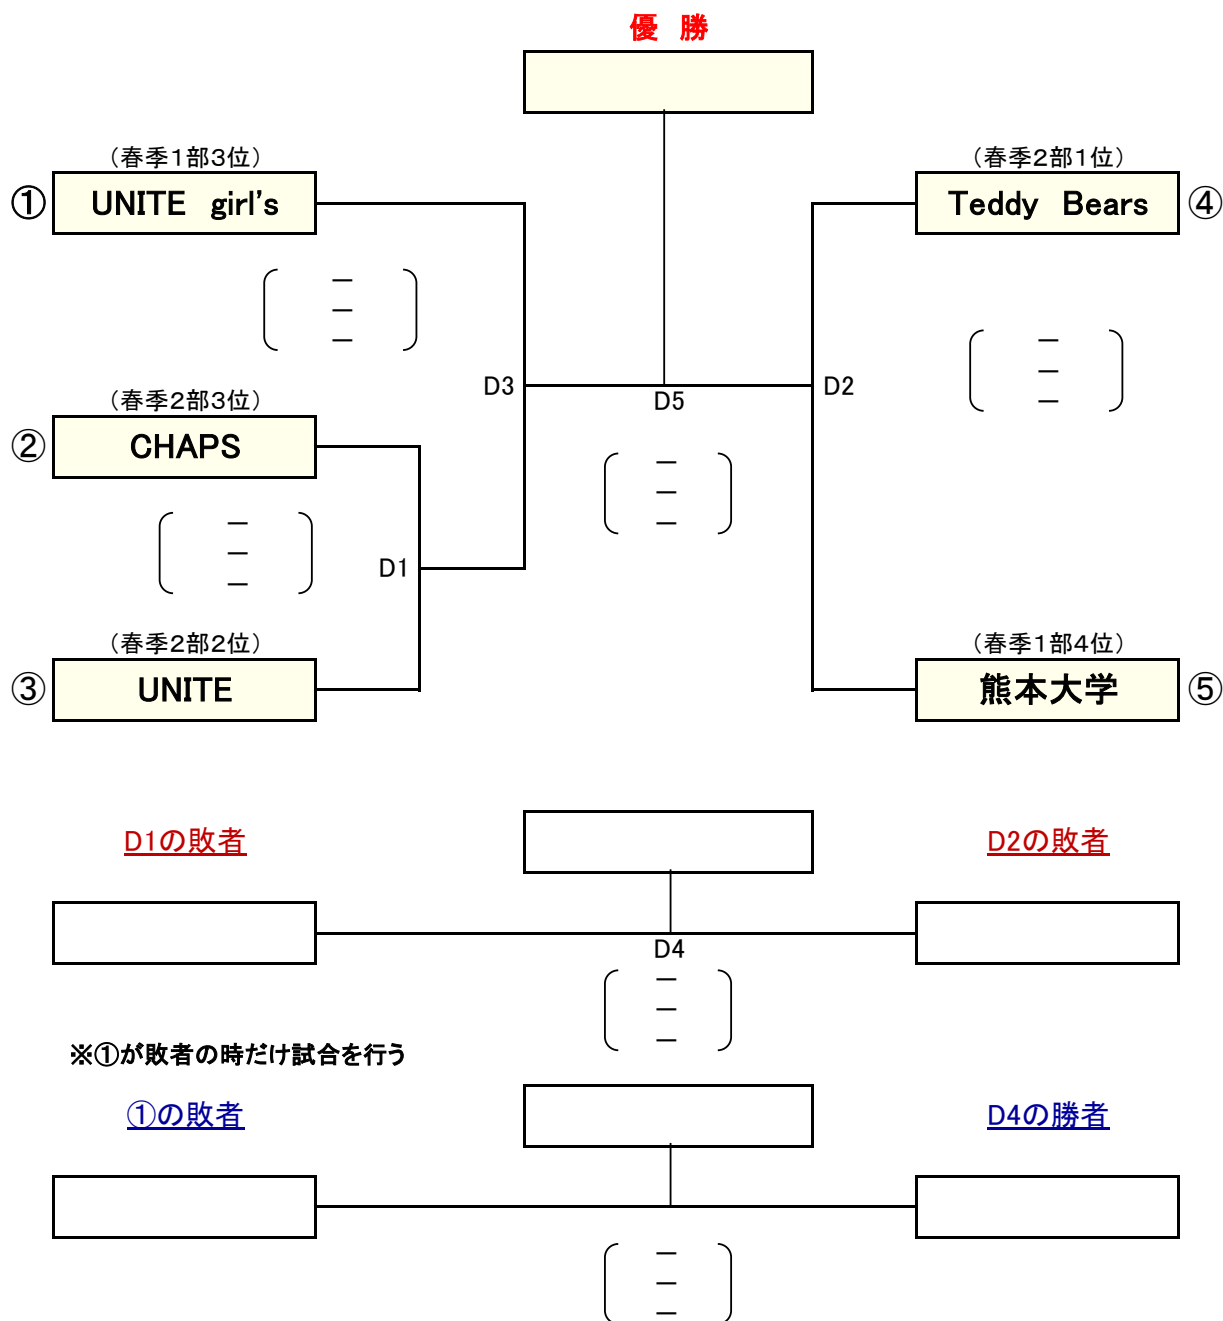 優 勝
（春季１部３位）
（春季２部１位）
① UNITE girl's
Teddy Bears ④
－
－
－
－
－
－
D3
D5
D2
（春季２部３位）
② CHAPS
－
－
－
－
－
－
D1
（春季２部２位）
（春季１部４位）
③ UNITE
熊本大学 ⑤
D1の敗者
D2の敗者
D4
－
－
－
※①が敗者の時だけ試合を行う
①の敗者
D4の勝者
－
－
－